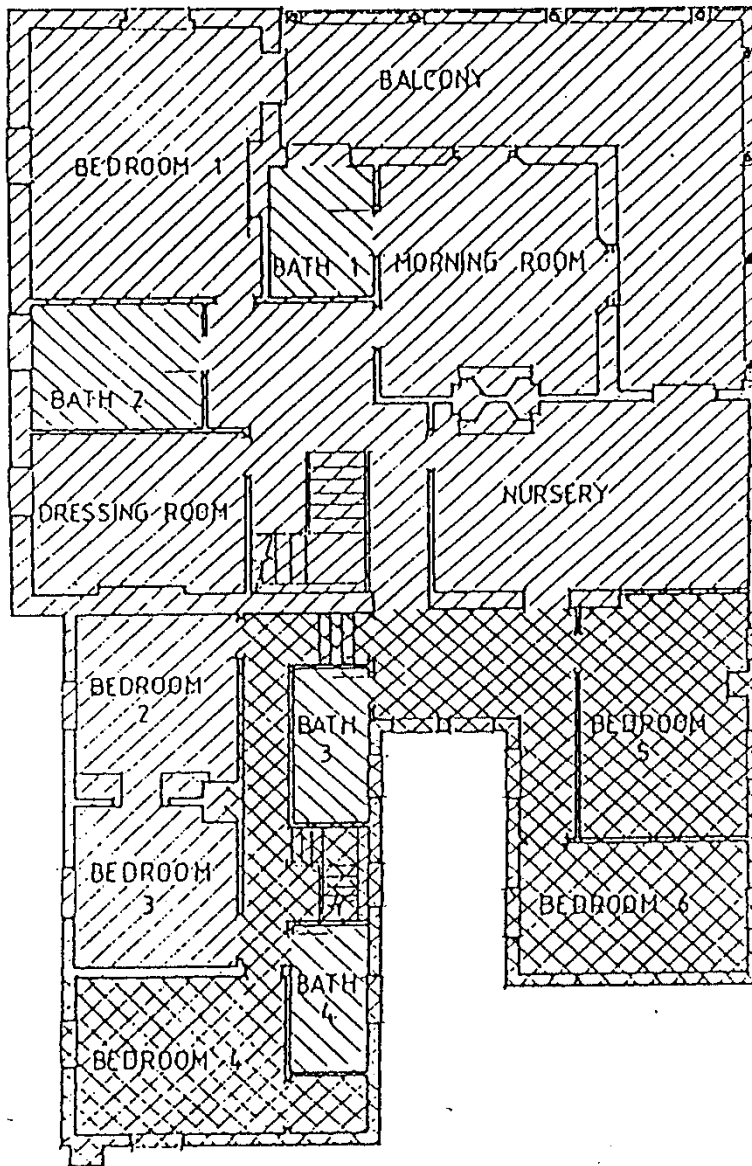 BALCONY
BEDROOM 1
BATH 1
MORNING ROOM
BATH 2
DRESSING ROOM
NURSERY
BEDROOM
2
BATH
3
BEDROOM
5
BEDROOM
3
BEDROOM 6
BATH
4
BEDROOM 4